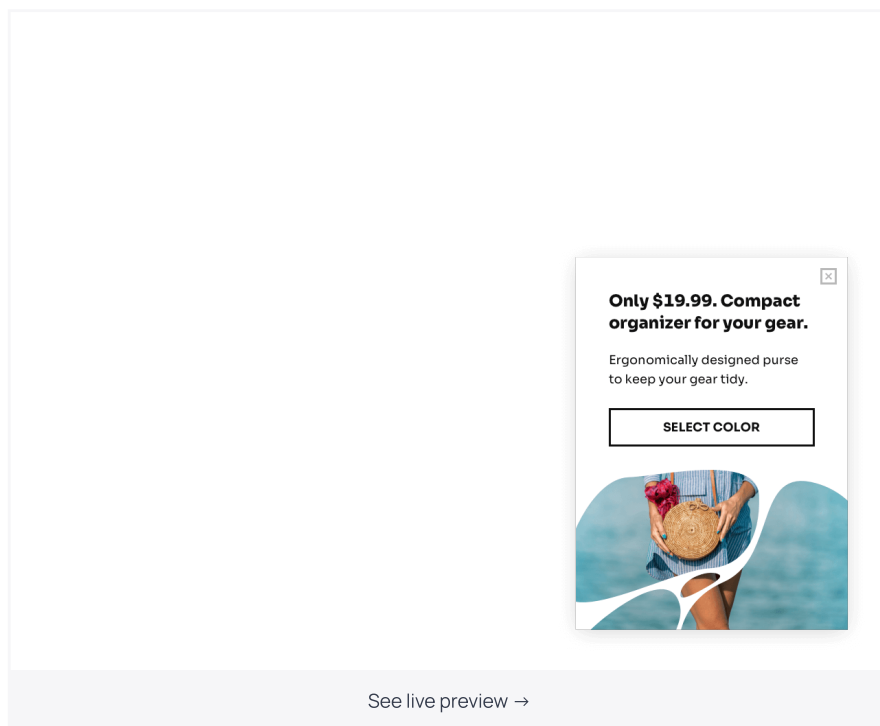 Only $19.99. Compact
organizer for your gear.
Ergonomically designed purse
to keep your gear tidy.
SELECT COLOR
See live preview →